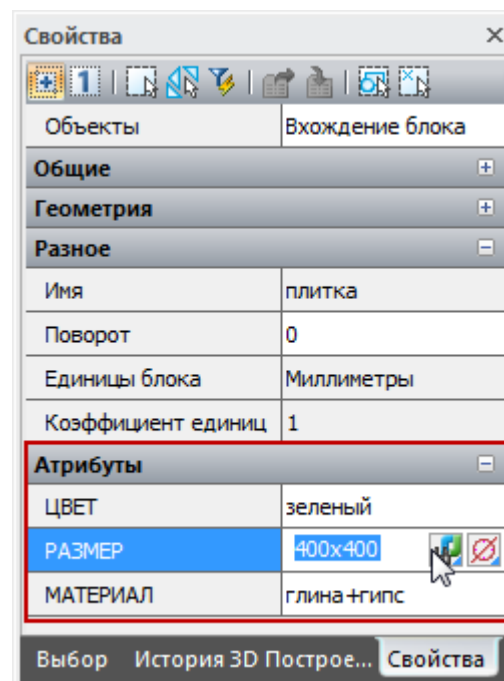 Свойства
1
Объекты Вхождение блока
Общие
Геометрия
Разное
Имя плитка
Поворот 0
Единицы блока Миллиметры
Коэффициент единиц 1
Атрибуты
ЦВЕТ зеленый
РАЗМЕР 400x400
МАТЕРИАЛ глина+гипс
Выбор История 3D Построе... Свойства